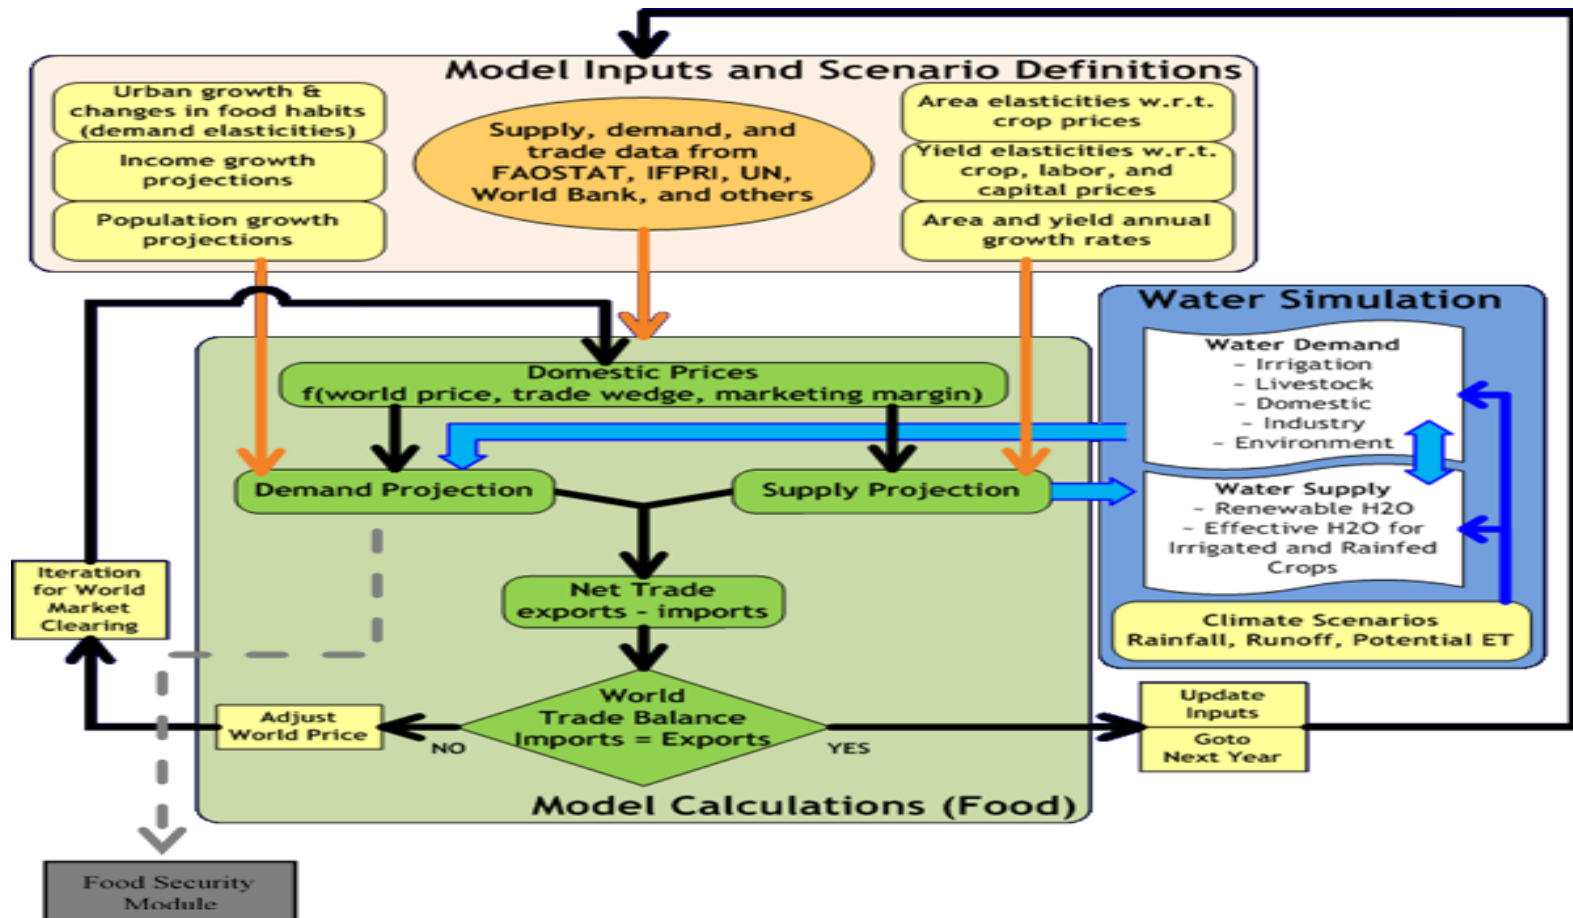 Model Inputs and Scenario Definitions
Urban growth &
changes in food habits
(demand elasticities)
Income growth
projections
Population growth
projections
Supply, demand, and
trade data from
FAOSTAT, IFPRI, UN,
World Bank, and others
Area elasticities w.r.t.
crop prices
Yield elasticities w.r.t.
crop, labor, and
capital prices
Area and yield annual
growth rates
Water Simulation
Water Demand
~ Irrigation
~ Livestock
~ Domestic
~ Industry
~ Environment
Water Supply
~ Renewable H2O
~ Effective H2O for
Irrigated and Rainfed
Crops
Climate Scenarios
Rainfall, Runoff, Potential ET
Domestic Prices
f(world price, trade wedge, marketing margin)
Demand Projection
Supply Projection
Net Trade
exports - imports
World
Trade Balance
Imports = Exports
NO
YES
Adjust
World Price
Iteration
for World
Market
Clearing
Update
Inputs
Goto
Next Year
Model Calculations (Food)
Food Security
Module